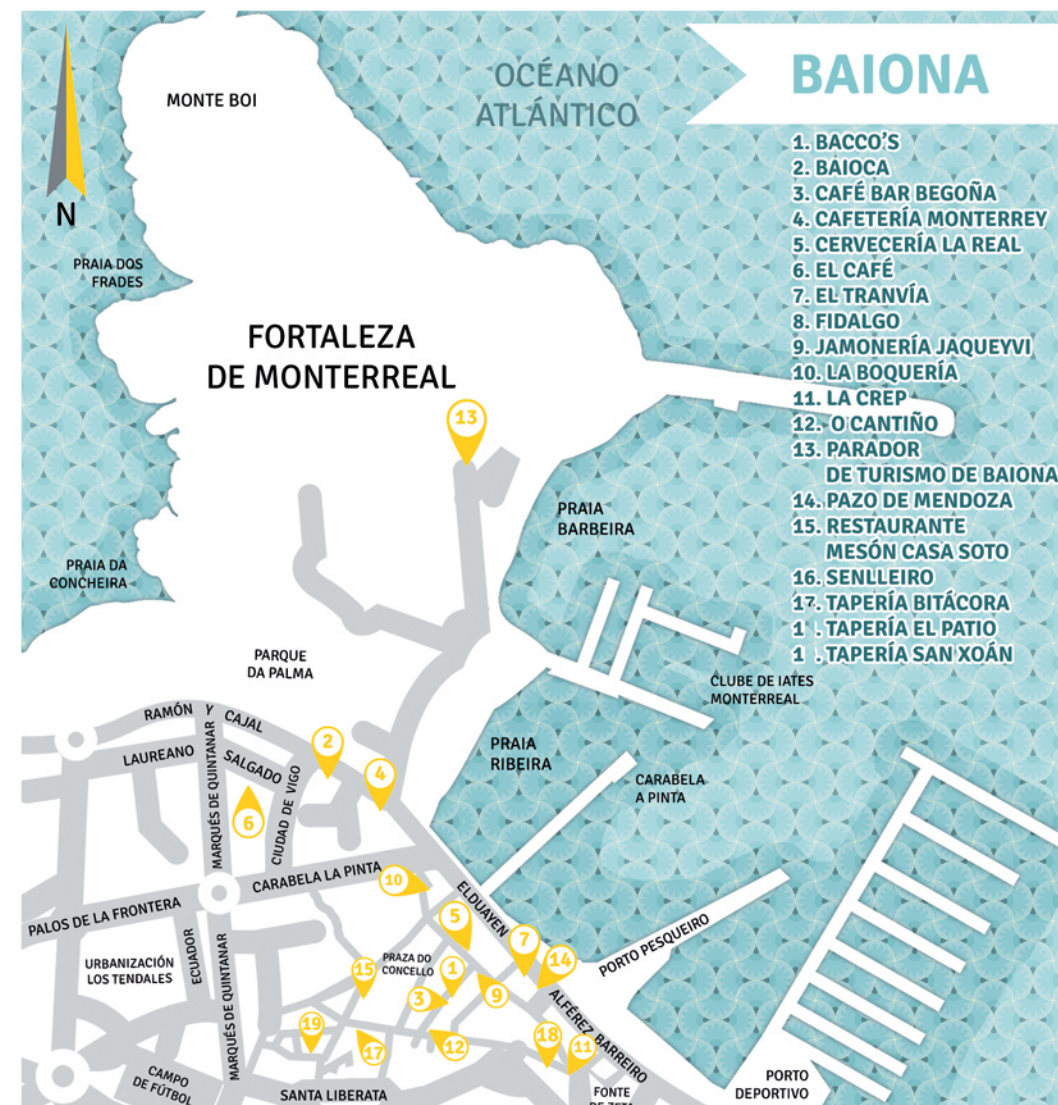 OCÉANO
ATLÁNTICO
BAIONA
MONTE BOI
N
PRAIA DOS
FRADES
FORTALEZA
DE MONTERREAL
13
PRAIA
BARBEIRA
PRAIA DA
CONCHEIRA
PARQUE
DA PALMA
CLUBE DE IATES
MONTERREAL
1. BACCO'S
2. BAIOCA
3. CAFÉ BAR BEGOÑA
4. CAFETERÍA MONTERREY
5. CERVECERÍA LA REAL
6. EL CAFÉ
7. EL TRANVÍA
8. FIDALGO
9. JAMONERÍA JAQUEYVI
10. LA BOQUERÍA
11. LA CREP
12. O CANTIÑO
13. PARADOR
DE TURISMO DE BAIONA
14. PAZO DE MENDOZA
15. RESTAURANTE
MESÓN CASA SOTO
16. SENLLEIRO
17. TAPERÍA BITÁCORA
1 . TAPERÍA EL PATIO
1 . TAPERÍA SAN XOÁN
RAMÓN Y CAJAL
LAUREANO SALGADO
MARQUÉS DE QUINTANAR
CIUDAD DE VIGO
2
4
6
PRAIA
RIBEIRA
CARABELA
A PINTA
CARABELA LA PINTA
10
PALOS DE LA FRONTERA
ELDUAYEN
5
7
14
PORTO PESQUEIRO
URBANIZACIÓN
LOS TENDALES
ECUADOR
MARQUÉS DE QUINTANAR
PRAZA DO
CONCELLO
15
1
3
9
ALFÉREZ BARREIRO
19
17
12
18
11
CAMPO
DE FÚTBOL
SANTA LIBERATA
FONTE
PORTO
DEPORTIVO